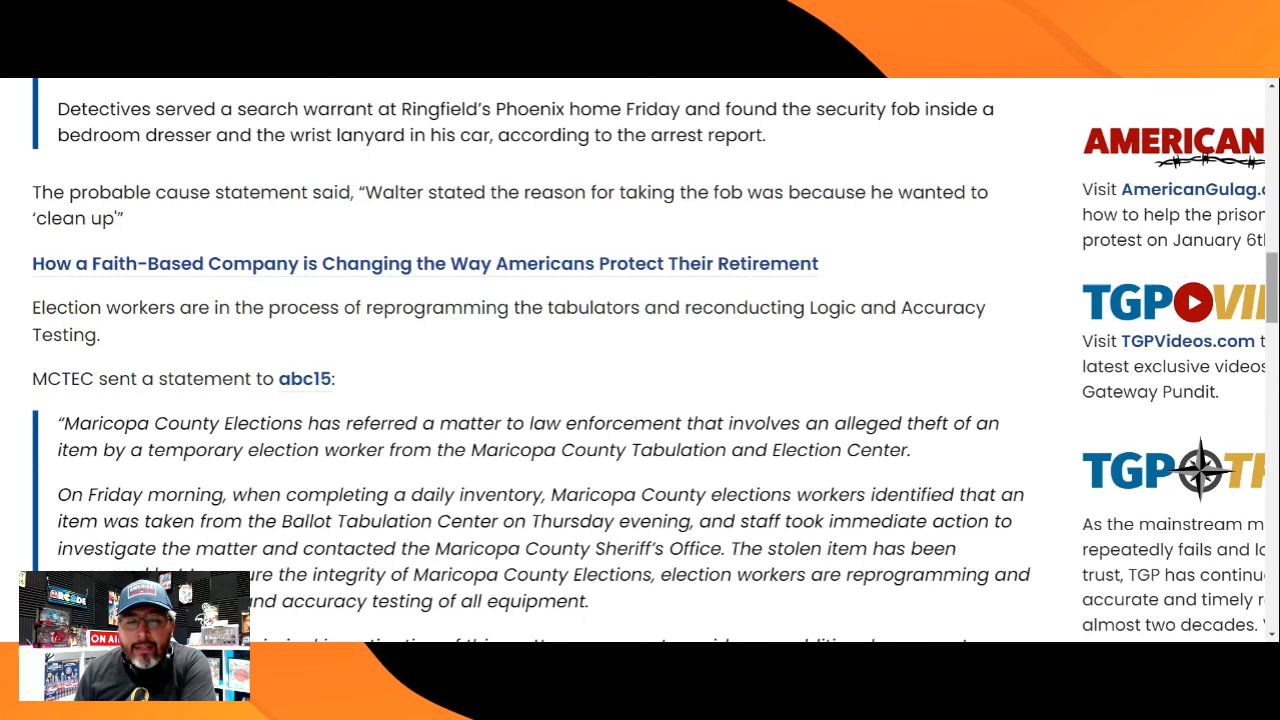 Detectives served a search warrant at Ringfield's Phoenix home Friday and found the security fob inside a
bedroom dresser and the wrist lanyard in his car, according to the arrest report.
The probable cause statement said, “Walter stated the reason for taking the fob was because he wanted to
‘clean up'”
How a Faith-Based Company is Changing the Way Americans Protect Their Retirement
Election workers are in the process of reprogramming the tabulators and reconducting Logic and Accuracy
Testing.
MCTEC sent a statement to abc15:
“Maricopa County Elections has referred a matter to law enforcement that involves an alleged theft of an
item by a temporary election worker from the Maricopa County Tabulation and Election Center.
On Friday morning, when completing a daily inventory, Maricopa County elections workers identified that an
item was taken from the Ballot Tabulation Center on Thursday evening, and staff took immediate action to
investigate the matter and contacted the Maricopa County Sheriff's Office. The stolen item has been
the integrity of Maricopa County Elections, election workers are reprogramming and
accuracy testing of all equipment.
AMERICAN
Visit AmericanGulag.
how to help the prison
protest on January 6th
TGP VI
Visit TGPVideos.com t
latest exclusive videos
Gateway Pundit.
TGP TR
As the mainstream m
repeatedly fails and lo
trust, TGP has continu
accurate and timely r
almost two decades.
ARCADE
ON AI